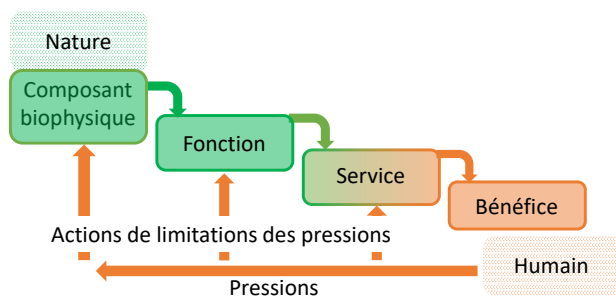 Nature
Composant
biophysique
Fonction
Service
Bénéfice
Actions de limitations des pressions
Humain
Pressions